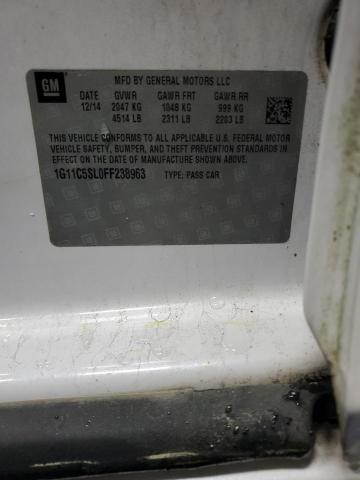 GM
MFD BY GENERAL MOTORS LLC
DATE GVWR GAWR FRT GAWR RR
12/14 2047 KG 1048 KG 999 KG
4514 LB 2311 LB 2203 LB
THIS VEHICLE CONFORMS TO ALL APPLICABLE U.S. FEDERAL MOTOR
VEHICLE SAFETY, BUMPER, AND THEFT PREVENTION STANDARDS
IN EFFECT ON THE DATE OF MANUFACTURE SHOWN ABOVE.
1G11C5SL0FF238963 TYPE: PASS CAR